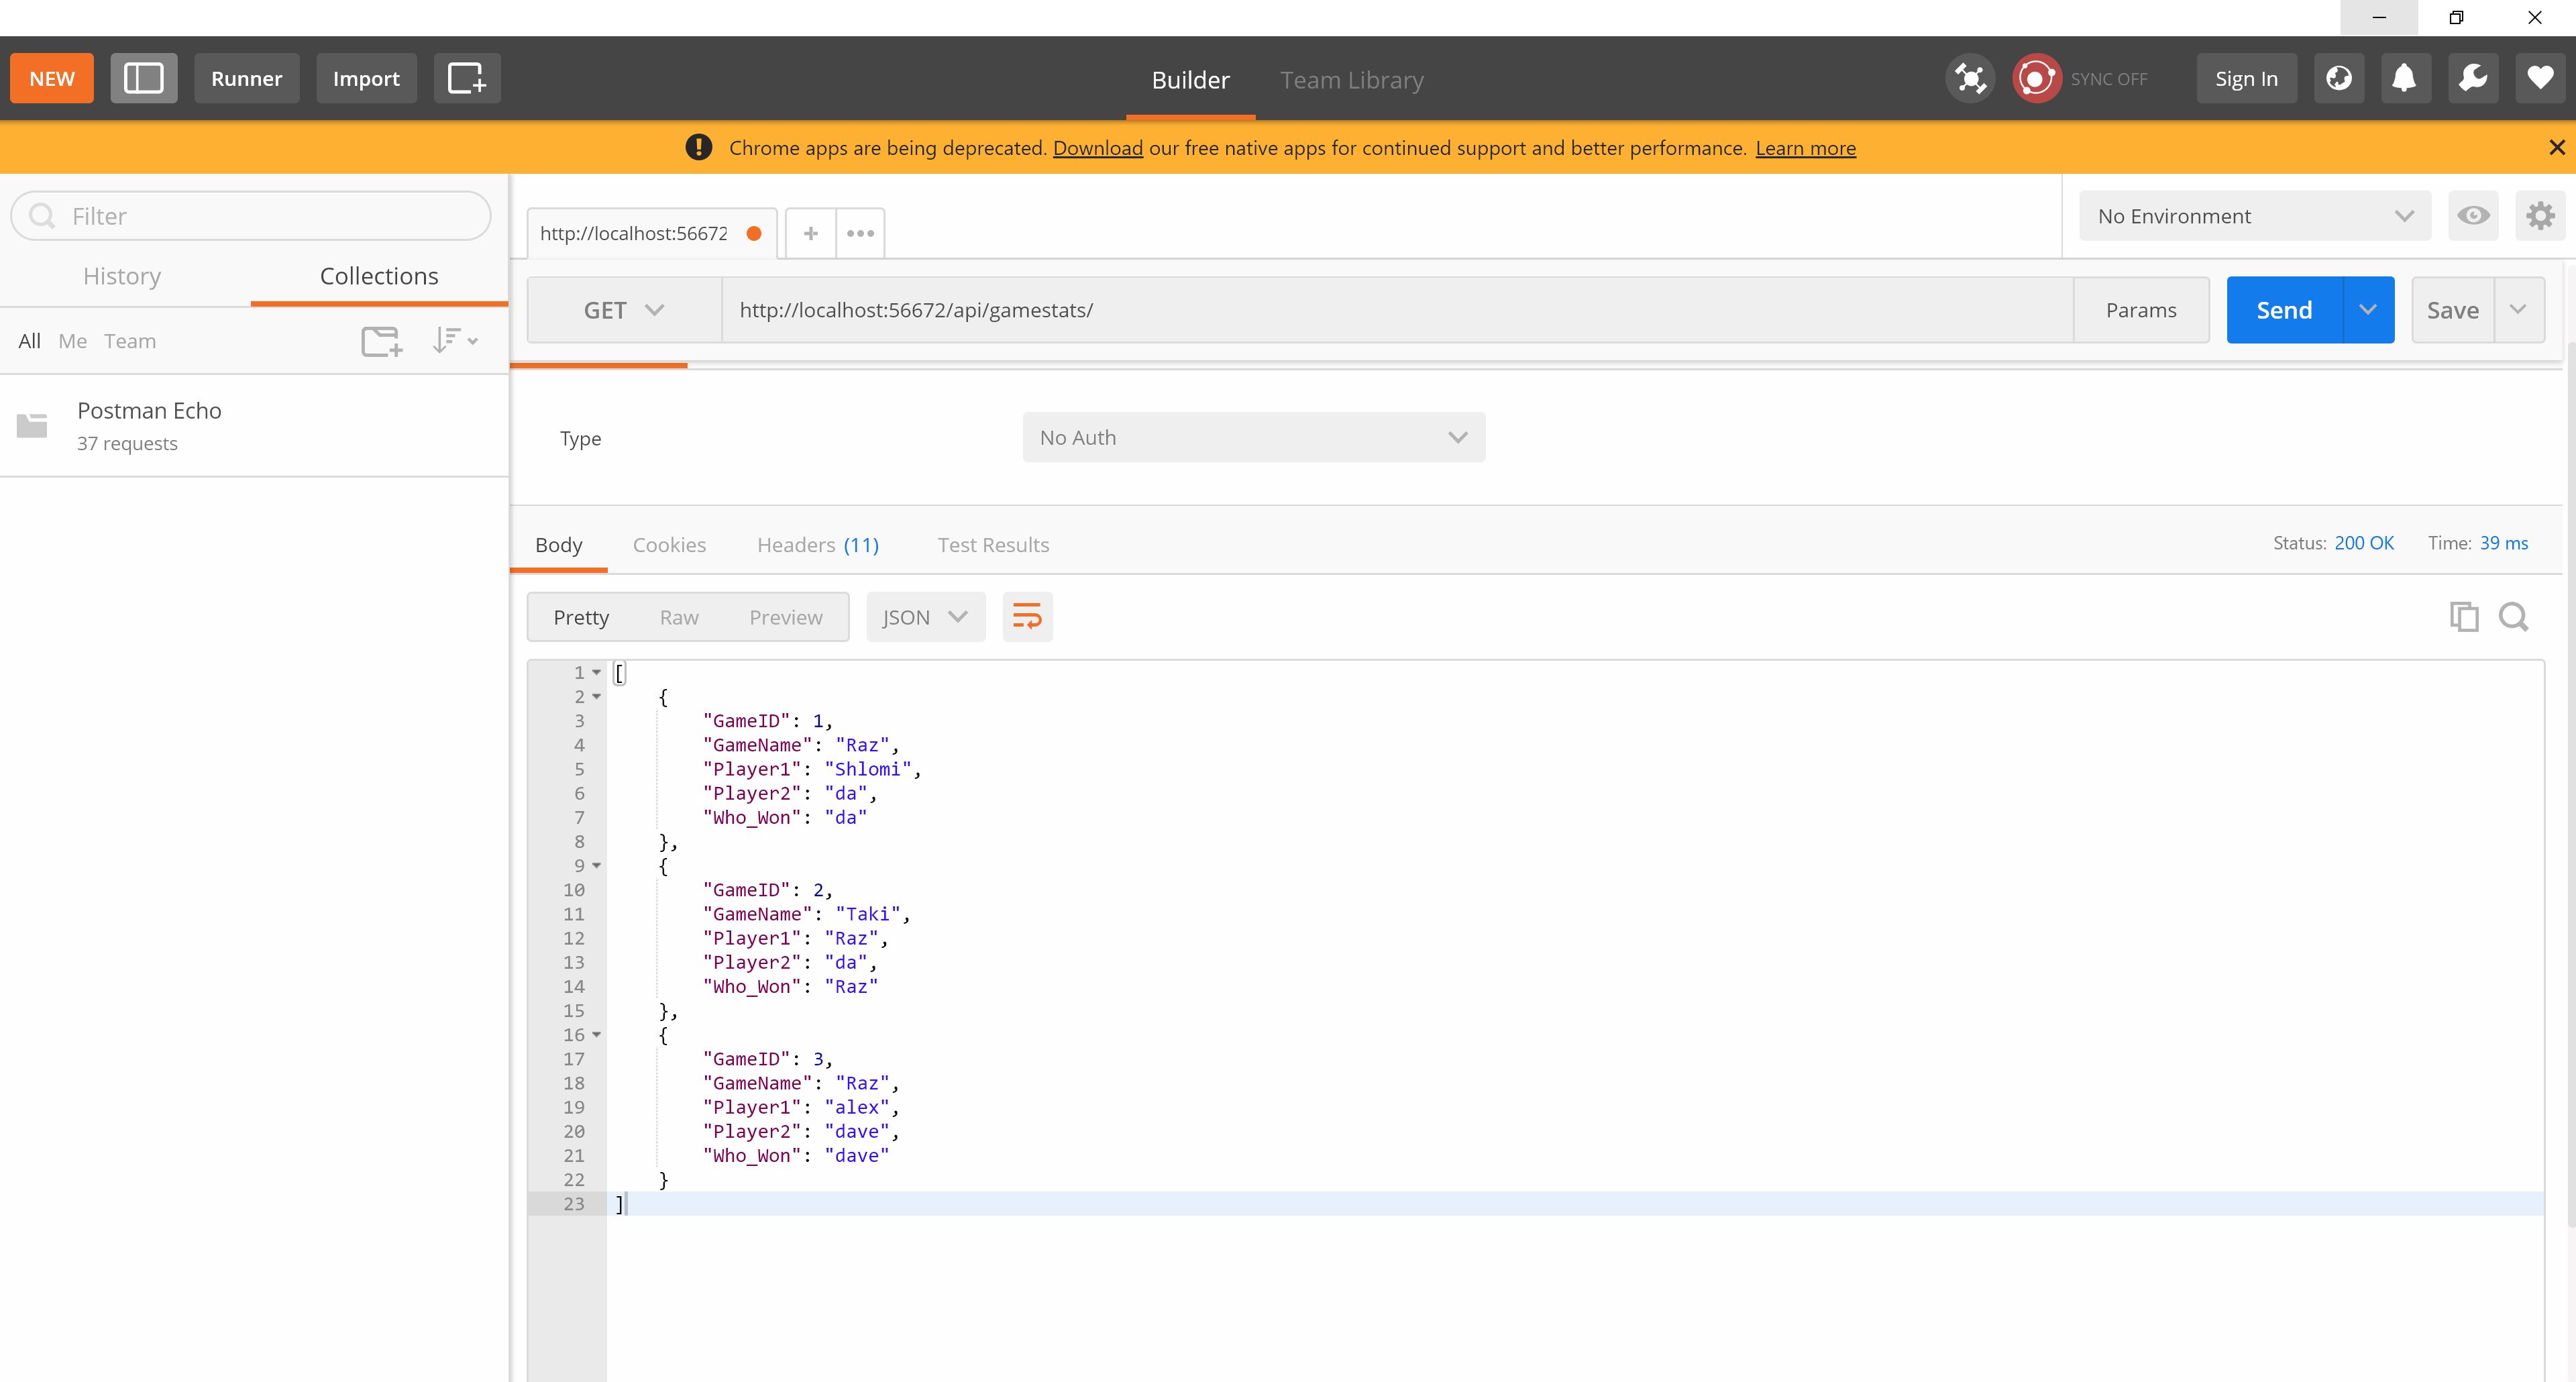 NEW Runner Import Builder Team Library SYNC OFF Sign In
Chrome apps are being deprecated. Download our free native apps for continued support and better performance. Learn more
Filter
History Collections
All Me Team
Postman Echo
37 requests
http://localhost:56672 + ••• No Environment
GET http://localhost:56672/api/gamestats/ Params Send Save
Type No Auth
Body Cookies Headers (11) Test Results Status: 200 OK Time: 39 ms
Pretty Raw Preview JSON
1 [
2 {
3 "GameID": 1,
4 "GameName": "Raz",
5 "Player1": "Shlomi",
6 "Player2": "da",
7 "Who_Won": "da"
8 },
9 {
10 "GameID": 2,
11 "GameName": "Taki",
12 "Player1": "Raz",
13 "Player2": "da",
14 "Who_Won": "Raz"
15 },
16 {
17 "GameID": 3,
18 "GameName": "Raz",
19 "Player1": "alex",
20 "Player2": "dave",
21 "Who_Won": "dave"
22 }
23 ]